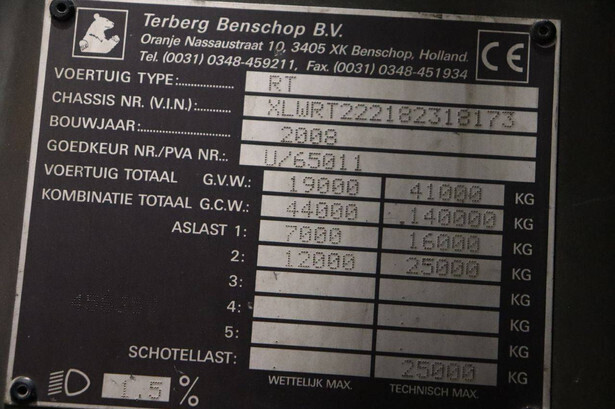 Terberg Benschop B.V.
Oranje Nassaustraat 10, 3405 XK Benschop, Holland.
Tel. (0031) 0348-459211, Fax. (0031) 0348-451934
CE
VOERTUIG TYPE: RT
CHASSIS NR. (V.I.N.): XLWRT222182318173
BOUWJAAR: 2008
GOEDKEUR NR./PVA NR.: U/65011
VOERTUIG TOTAAL G.V.W.: 19000 41000 KG
KOMBINATIE TOTAAL G.C.W.: 44000 140000 KG
ASLAST 1: 7000 16000 KG
2: 12000 25000 KG
3: KG
4: KG
5: KG
SCHOTELLAST: 25000 KG
WETTELIJK MAX. TECHNISCH MAX.
1.5 %